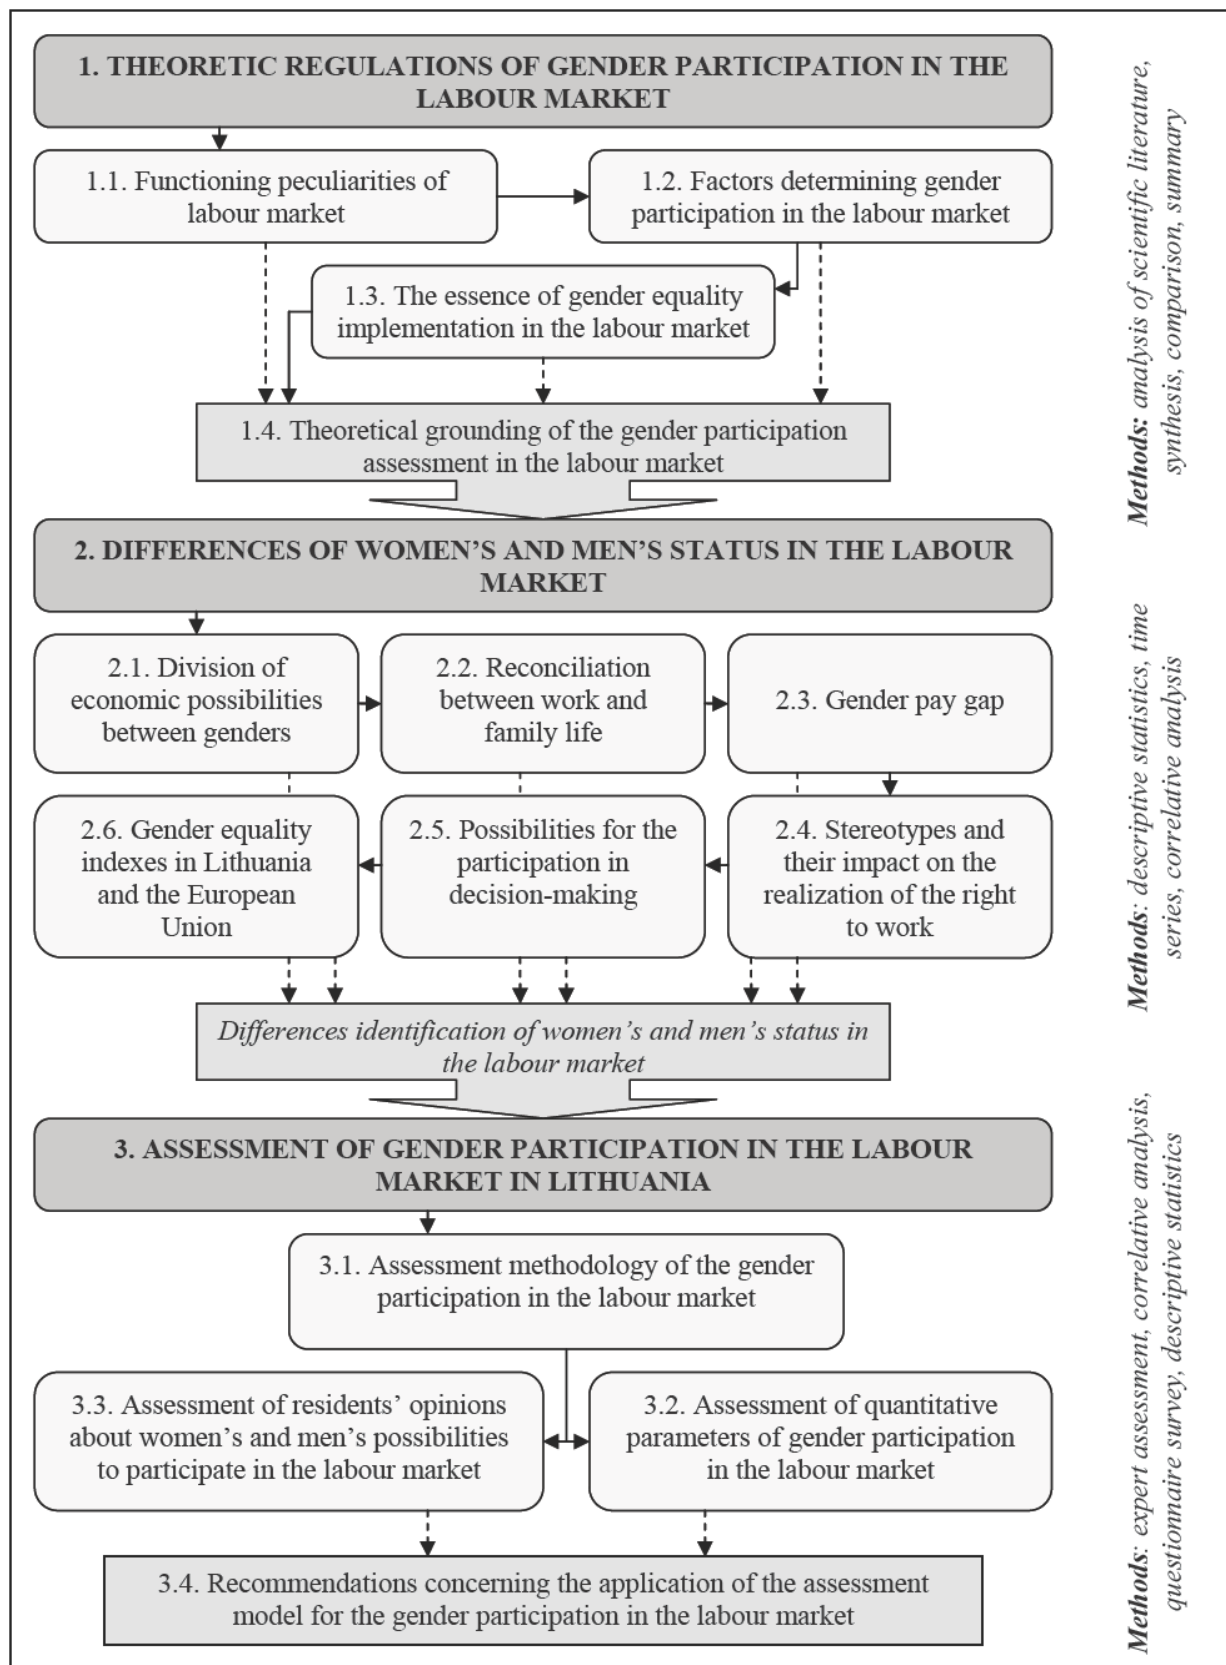 1. THEORETIC REGULATIONS OF GENDER PARTICIPATION IN THE
LABOUR MARKET
1.1. Functioning peculiarities of
labour market
1.2. Factors determining gender
participation in the labour market
1.3. The essence of gender equality
implementation in the labour market
1.4. Theoretical grounding of the gender participation
assessment in the labour market
Methods: analysis of scientific literature,
synthesis, comparison, summary
2. DIFFERENCES OF WOMEN’S AND MEN’S STATUS IN THE LABOUR
MARKET
2.1. Division of
economic possibilities
between genders
2.2. Reconciliation
between work and
family life
2.3. Gender pay gap
2.6. Gender equality
indexes in Lithuania
and the European
Union
2.5. Possibilities for the
participation in
decision-making
2.4. Stereotypes and
their impact on the
realization of the right
to work
Differences identification of women’s and men’s status in
the labour market
Methods: descriptive statistics, time
series, correlative analysis
3. ASSESSMENT OF GENDER PARTICIPATION IN THE LABOUR
MARKET IN LITHUANIA
3.1. Assessment methodology of the gender
participation in the labour market
3.3. Assessment of residents’ opinions
about women’s and men’s possibilities
to participate in the labour market
3.2. Assessment of quantitative
parameters of gender participation
in the labour market
3.4. Recommendations concerning the application of the assessment
model for the gender participation in the labour market
Methods: expert assessment, correlative analysis,
questionnaire survey, descriptive statistics